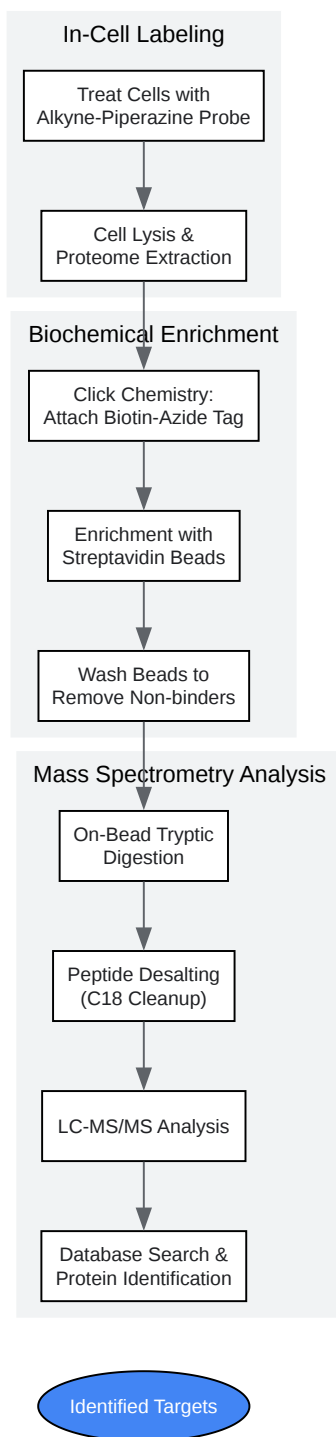 In-Cell Labeling
Treat Cells with
Alkyne-Piperazine Probe
Cell Lysis &
Proteome Extraction
Biochemical Enrichment
Click Chemistry:
Attach Biotin-Azide Tag
Enrichment with
Streptavidin Beads
Wash Beads to
Remove Non-binders
Mass Spectrometry Analysis
On-Bead Tryptic
Digestion
Peptide Desalting
(C18 Cleanup)
LC-MS/MS Analysis
Database Search &
Protein Identification
Identified Targets